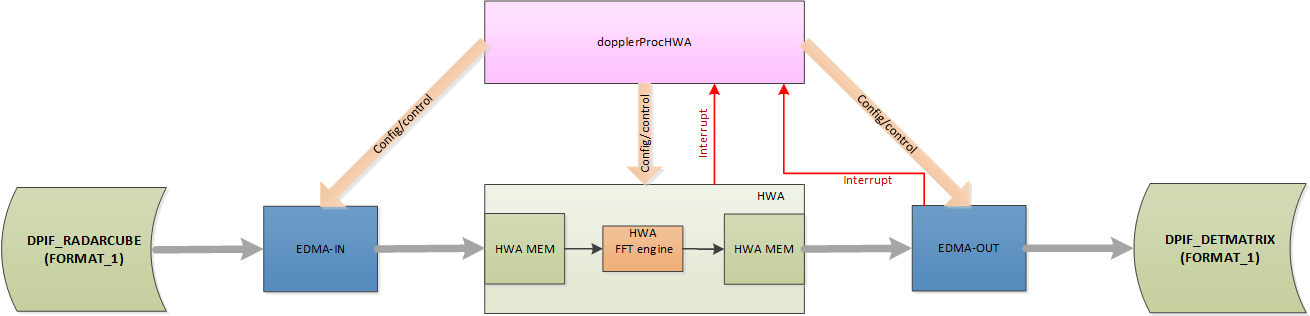 dopplerProcHWA
Config/control
Config/control
Config/control
Interrupt
Interrupt
HWA
DPIF_RADARCUBE
(FORMAT_1)
EDMA-IN
HWA MEM
HWA
FFT engine
HWA MEM
EDMA-OUT
DPIF_DETMATRIX
(FORMAT_1)